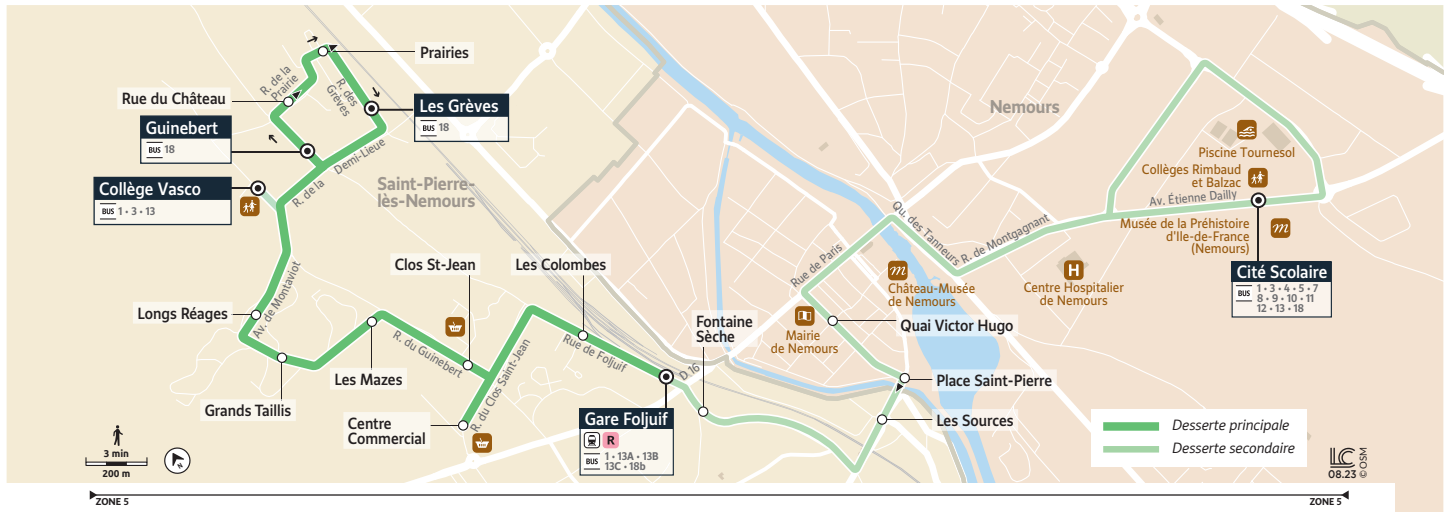 Prairies
R. de la
Prairie
R. des
Grèves
Rue du Château
Les Grèves
BUS 18
Guinebert
BUS 18
R. de la
Demi-Lieue
Collège Vasco
BUS 1 • 3 • 13
Saint-Pierre-
lès-Nemours
Nemours
Piscine Tournesol
Collèges Rimbaud
et Balzac
Av. Étienne Dailly
Musée de la Préhistoire
d'Ile-de-France
(Nemours)
Cité Scolaire
BUS
1 • 3 • 4 • 5 • 7
8 • 9 • 10 • 11
12 • 13 • 18
Qu. des Tanneurs
R. de Montgagnant
H
Centre Hospitalier
de Nemours
Rue de Paris
m
Château-Musée
de Nemours
m
Mairie
de Nemours
Quai Victor Hugo
Place Saint-Pierre
Les Sources
Fontaine
Sèche
D 16
Clos St-Jean
Les Colombes
Rue de Foljuif
Av. de Montaviot
Longs Réages
R. du Guinebert
R. du Clos Saint-Jean
Les Mazes
Grands Taillis
Centre
Commercial
Gare Foljuif
R
BUS
1 • 13A • 13B
13C • 18b
Desserte principale
Desserte secondaire
3 min
200 m
N
LC
08.23
© OSM
ZONE 5
ZONE 5